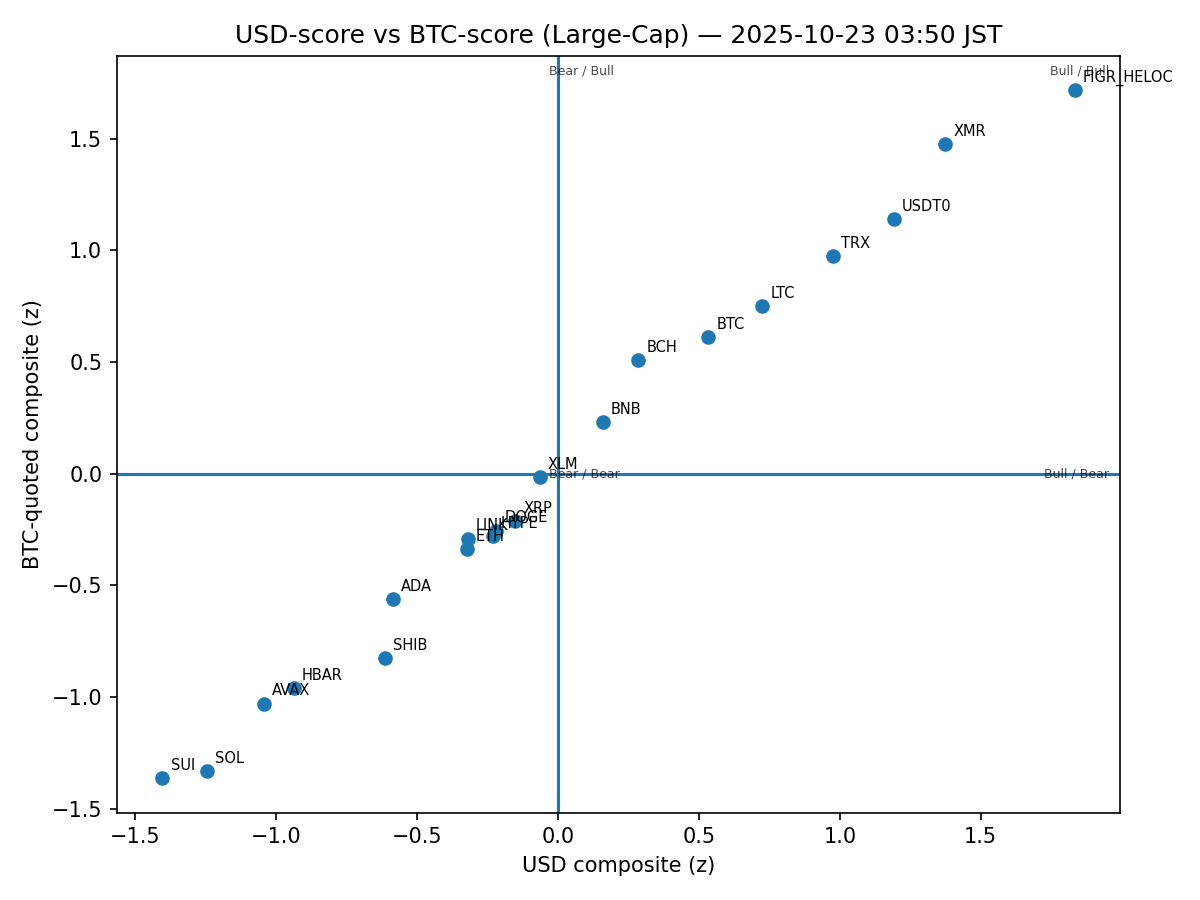 USD-score vs BTC-score (Large-Cap) — 2025-10-23 03:50 JST
Bear / Bull
Bull / Bull
FIGR_HELOC
XMR
USDT0
TRX
LTC
BTC
BCH
BNB
XLM
Bear / Bear
Bull / Bear
XRP
DOGE
HYPE
LINK
ETH
ADA
SHIB
HBAR
AVAX
SOL
SUI
1.5
1.0
0.5
0.0
−0.5
−1.0
−1.5
BTC-quoted composite (z)
−1.5
−1.0
−0.5
0.0
0.5
1.0
1.5
USD composite (z)